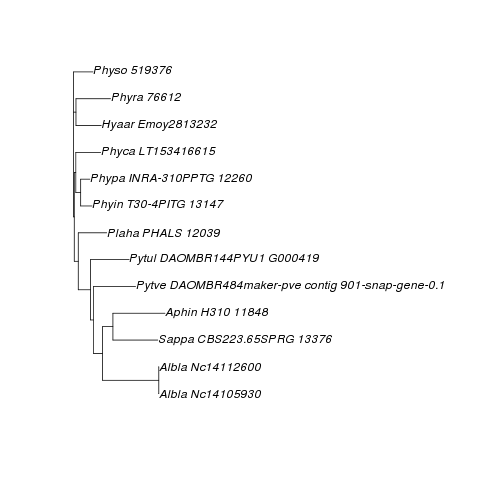 Physo 519376
Phyra 76612
Hyaar Emoy2813232
Phyca LT153416615
Phypa INRA-310PPTG 12260
Phyin T30-4PITG 13147
Plaha PHALS 12039
Pytul DAOMBR144PYU1 G000419
Pytve DAOMBR484maker-pve contig 901-snap-gene-0.1
Aphin H310 11848
Sappa CBS223.65SPRG 13376
Albla Nc14112600
Albla Nc14105930